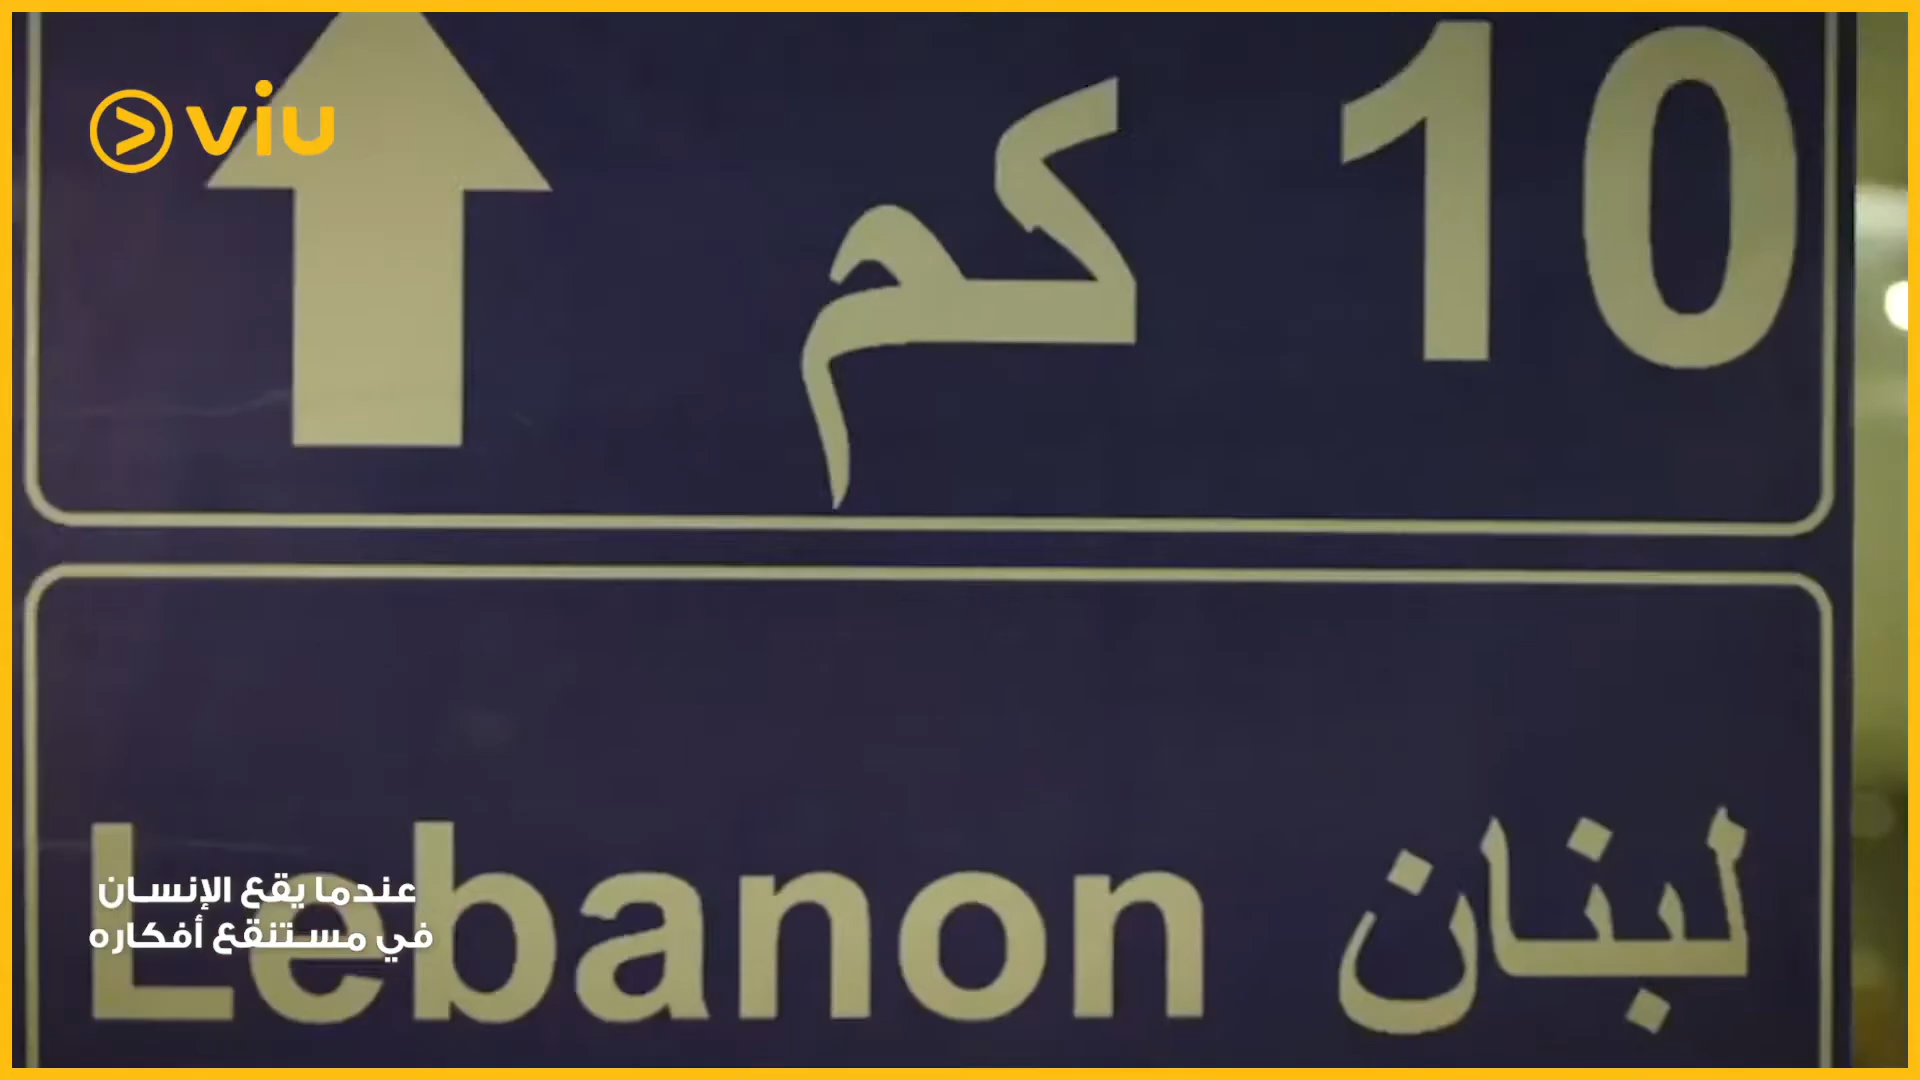 viu
10 كم
Lebanon لبنان
عندما يقع الإنسان
في مستنقع أفكاره